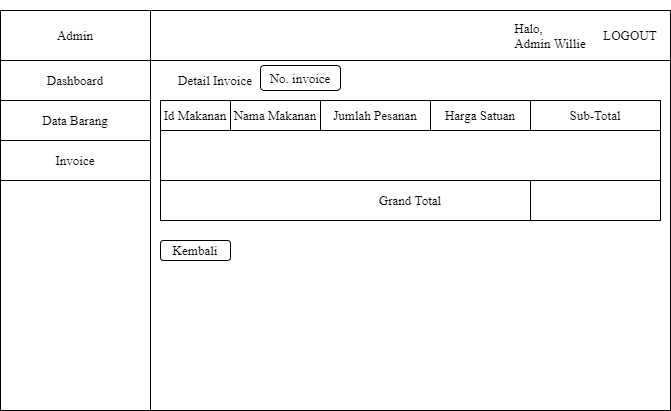 Admin
Halo,
Admin Willie
LOGOUT
Dashboard
Data Barang
Invoice
Detail Invoice
No. invoice
Id Makanan
Nama Makanan
Jumlah Pesanan
Harga Satuan
Sub-Total
Grand Total
Kembali